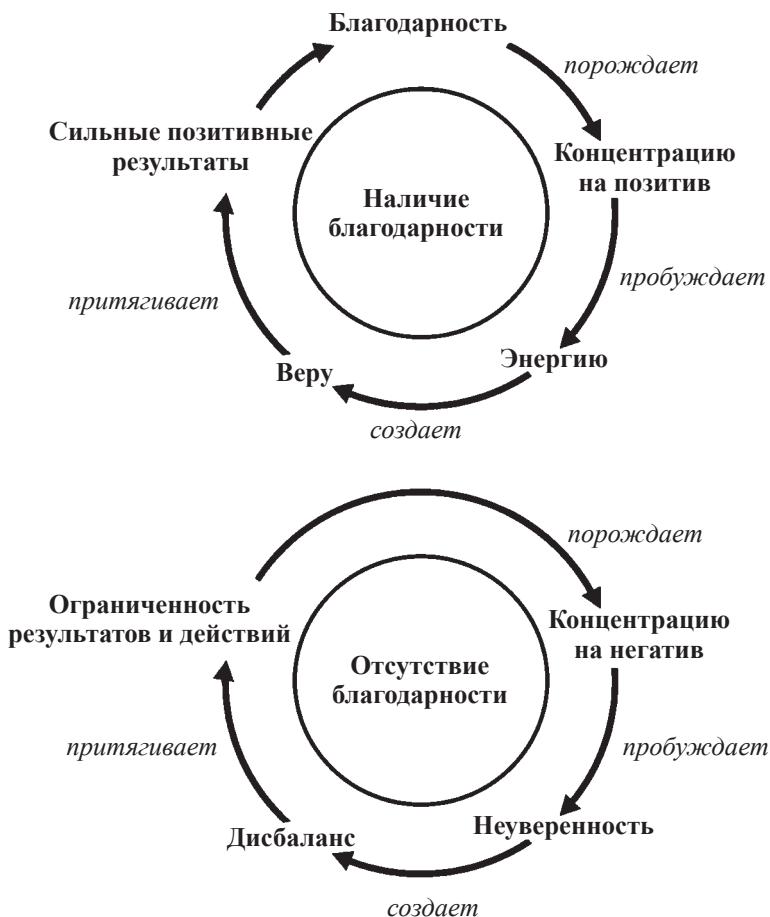 Благодарность
порождает
Сильные позитивные
результаты
Концентрацию
на позитив
Наличие
благодарности
пробуждает
притягивает
Энергию
Веру
создает
порождает
Ограниченность
результатов и действий
Концентрацию
на негатив
Отсутствие
благодарности
пробуждает
притягивает
Неуверенность
Дисбаланс
создает